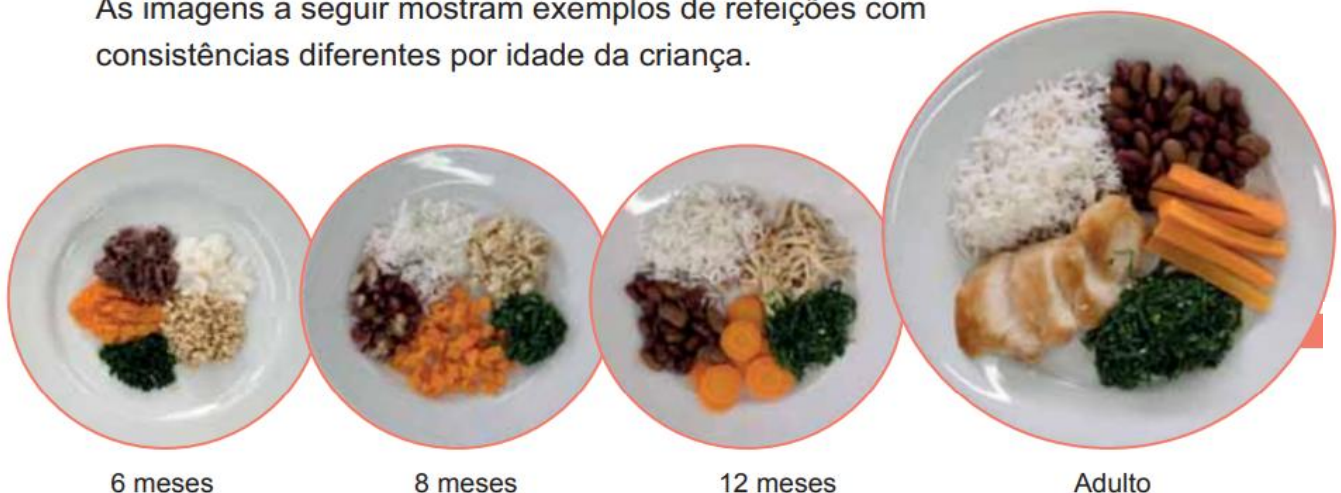 As imagens a seguir mostram exemplos de refeições com
consistências diferentes por idade da criança.
6 meses
8 meses
12 meses
Adulto